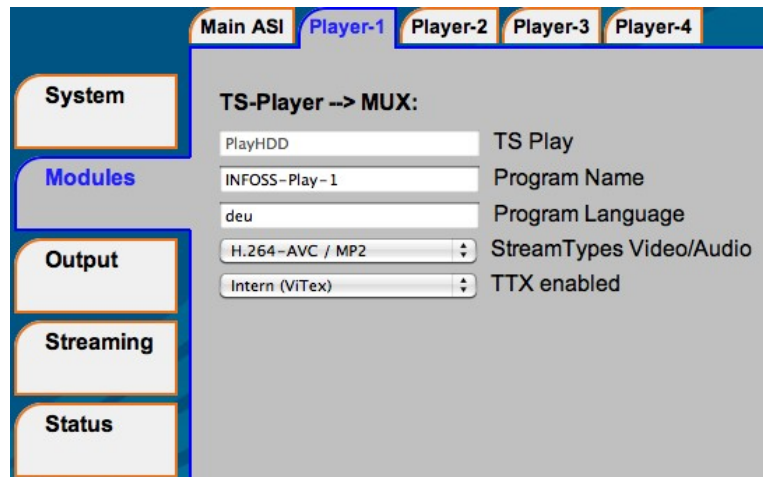 Main ASI Player-1 Player-2 Player-3 Player-4
System
TS-Player --> MUX:
PlayHDD TS Play
Modules
INFOSS-Play-1 Program Name
deu Program Language
Output
H.264-AVC / MP2 StreamTypes Video/Audio
Intern (ViTex) TTX enabled
Streaming
Status